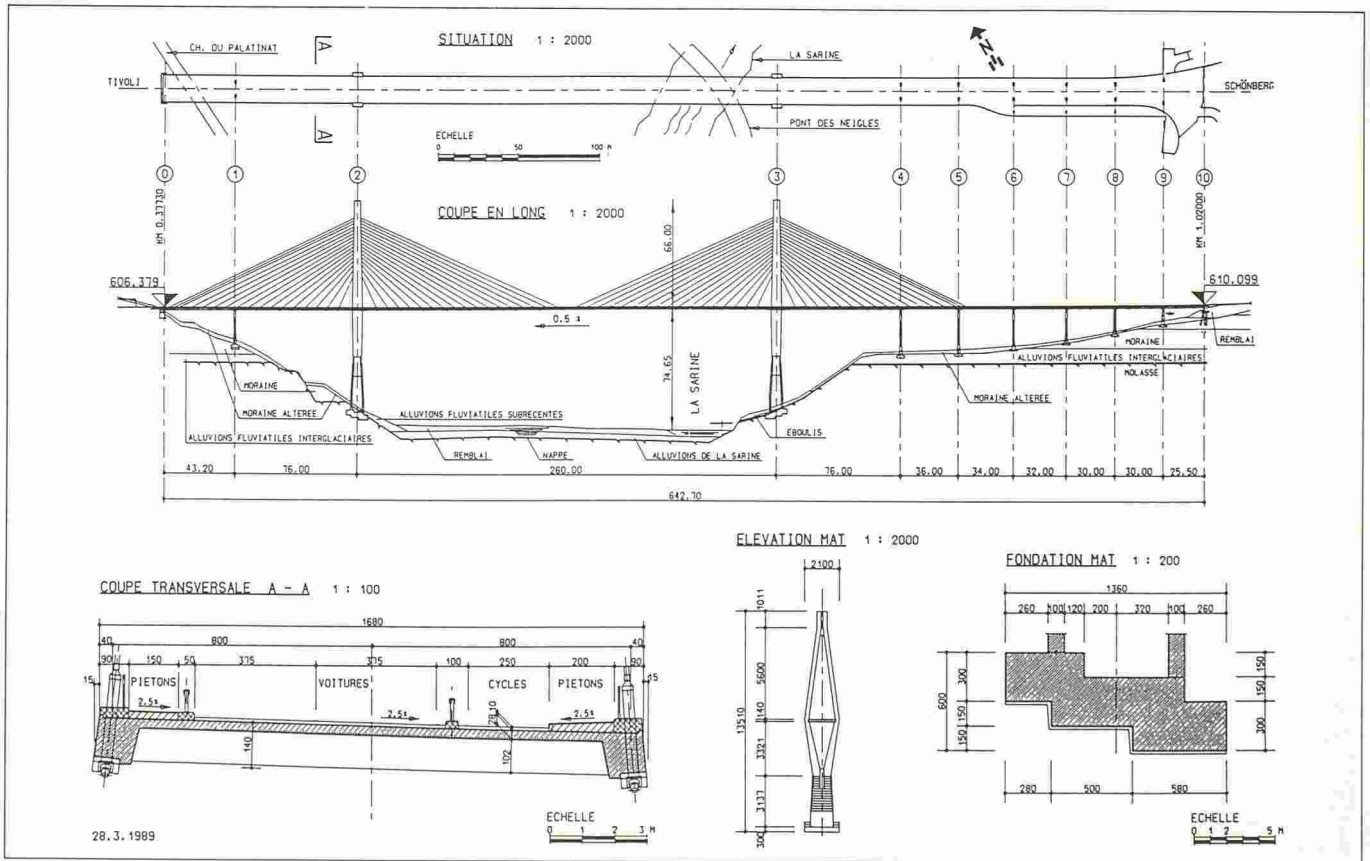 SITUATION 1 : 2000
CH. DU PALATINAT
A
LA SARINE
N
TIVOLI
SCHÖNBERG
A
PONT DES NEIGLES
ECHELLE
0 50 100 M
0 1 2 3 4 5 6 7 8 9 10
KM 0.37730
KM 1.02000
COUPE EN LONG 1 : 2000
66.00
606.379
610.099
0.5 %
74.65
LA SARINE
REMBLAI
MORAINE
ALLUVIONS FLUVIATILES INTERGLACIAIRES
MOLASSE
MORAINE
MORAINE ALTEREE
MORAINE ALTEREE
ALLUVIONS FLUVIATILES SUBRECENTES
EBOULIS
ALLUVIONS FLUVIATILES INTERGLACIAIRES
REMBLAI
NAPPE
ALLUVIONS DE LA SARINE
43.20 76.00 260.00 76.00 36.00 34.00 32.00 30.00 30.00 25.50
642.70
COUPE TRANSVERSALE A - A 1 : 100
1680
40 800 800 40
90 150 50 375 375 100 250 200 90
15 PIETONS VOITURES CYCLES PIETONS 15
2.5% 2.5% 2.5%
140
102
28.3.1989
ECHELLE
0 1 2 3 M
ELEVATION MAT 1 : 2000
2100
1011
5600
140
3321
3137
300
13510
FONDATION MAT 1 : 200
1360
260 100 120 200 320 100 260
600
300
150
150
150
150
300
280 500 580
ECHELLE
0 1 2 5 M